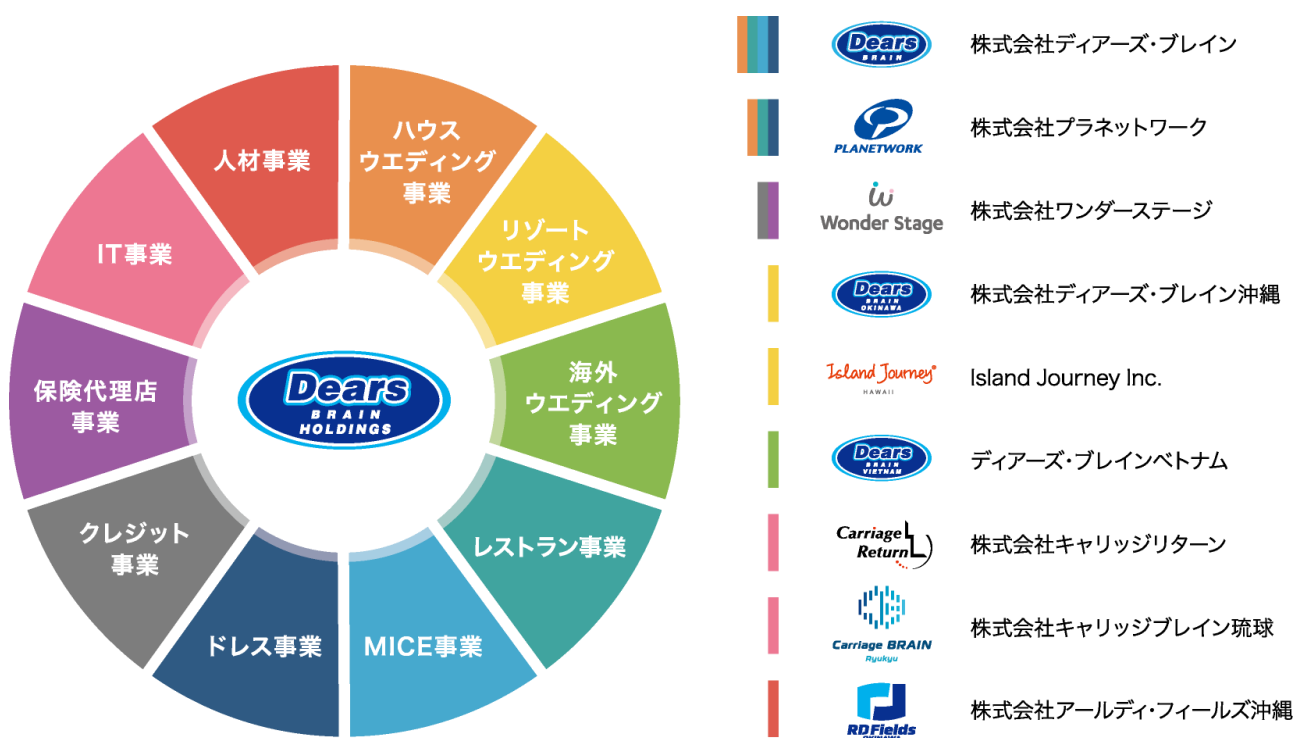 人材事業
ハウス
ウエディング
事業
リゾート
ウエディング
事業
海外
ウエディング
事業
レストラン事業
MICE事業
ドレス事業
クレジット
事業
保険代理店
事業
IT事業
Dears
BRAIN
HOLDINGS
Dears
BRAIN
株式会社ディアーズ・ブレイン
PLANETWORK
株式会社プラネットワーク
Wonder Stage
株式会社ワンダーステージ
Dears
BRAIN
OKINAWA
株式会社ディアーズ・ブレイン沖縄
Island Journey®
HAWAII
Island Journey Inc.
Dears
BRAIN
VIETNAM
ディアーズ・ブレインベトナム
Carriage
Return
株式会社キャリッジリターン
Carriage BRAIN
Ryukyu
株式会社キャリッジブレイン琉球
RD Fields
OKINAWA
株式会社アールディ・フィールズ沖縄